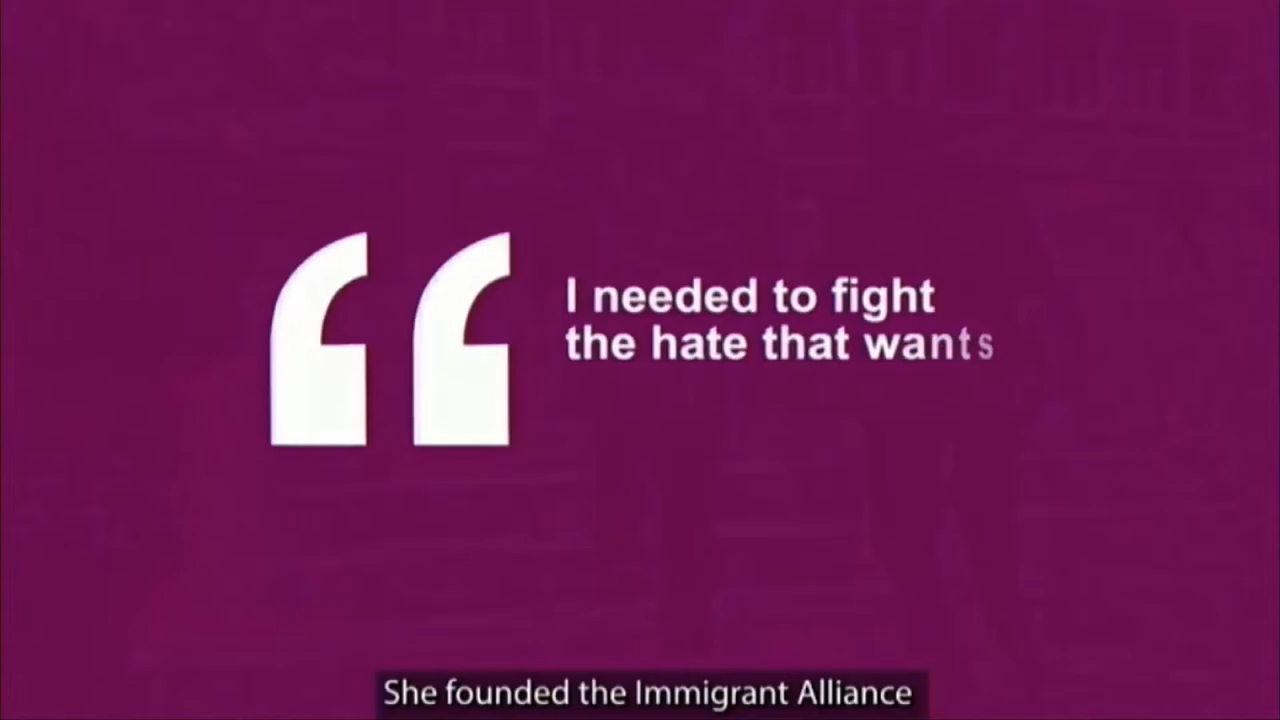 “
I needed to fight
the hate that wants
She founded the Immigrant Alliance